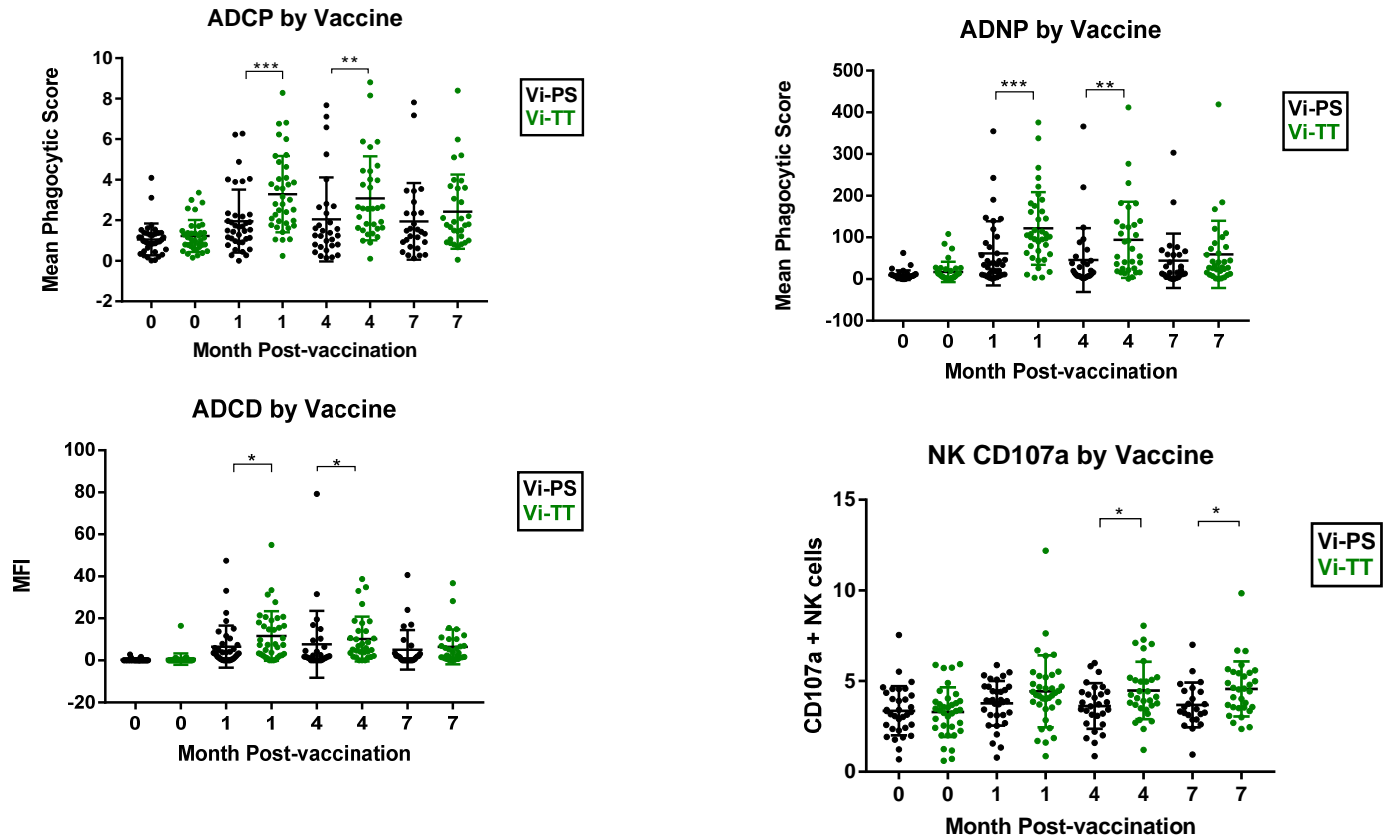 ADCP by Vaccine
***
**
10
8
6
4
2
0
-2
Mean Phagocytic Score
0 0 1 1 4 4 7 7
Month Post-vaccination
Vi-PS
Vi-TT
ADNP by Vaccine
***
**
500
400
300
200
100
0
-100
Mean Phagocytic Score
0 0 1 1 4 4 7 7
Month Post-vaccination
Vi-PS
Vi-TT
ADCD by Vaccine
*
*
100
80
60
40
20
0
-20
MFI
0 0 1 1 4 4 7 7
Month Post-vaccination
Vi-PS
Vi-TT
NK CD107a by Vaccine
*
*
15
10
5
0
CD107a + NK cells
0 0 1 1 4 4 7 7
Month Post-vaccination
Vi-PS
Vi-TT